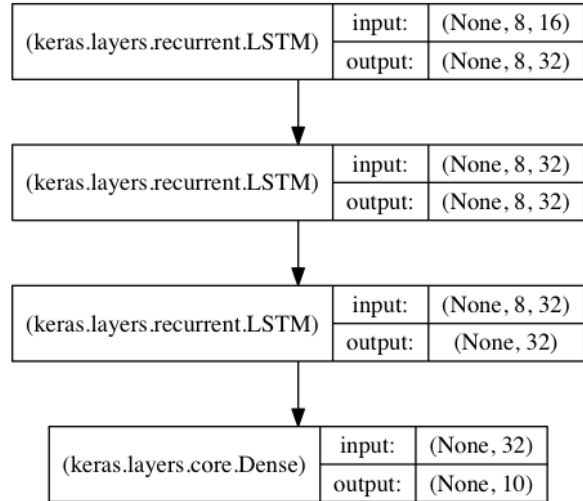 (keras.layers.recurrent.LSTM)
input: (None, 8, 16)
output: (None, 8, 32)
(keras.layers.recurrent.LSTM)
input: (None, 8, 32)
output: (None, 8, 32)
(keras.layers.recurrent.LSTM)
input: (None, 8, 32)
output: (None, 32)
(keras.layers.core.Dense)
input: (None, 32)
output: (None, 10)